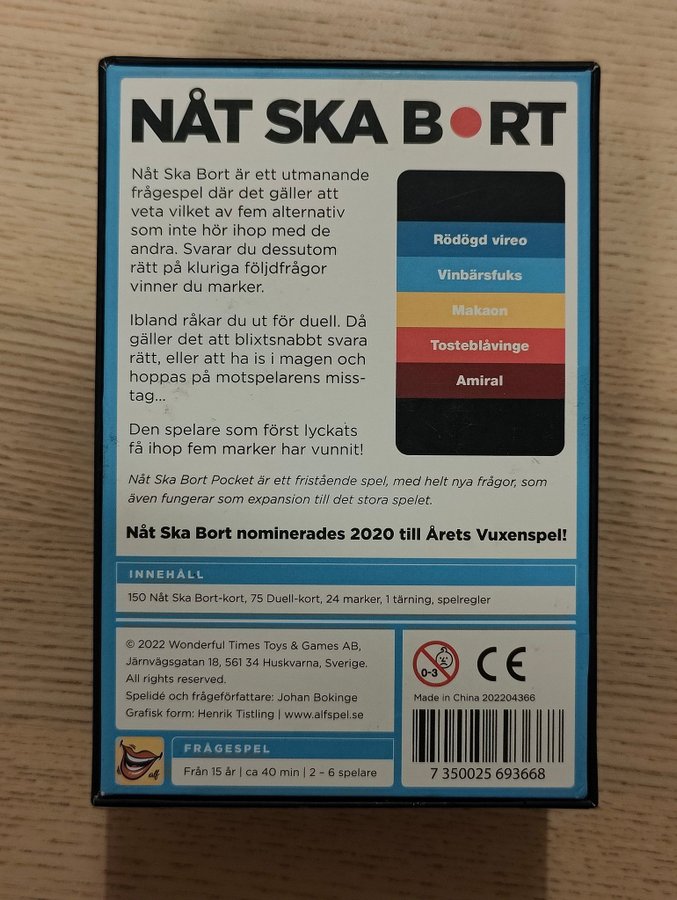 NÅT SKA BORT
Nåt Ska Bort är ett utmanande
frågespel där det gäller att
veta vilket av fem alternativ
som inte hör ihop med de
andra. Svarar du dessutom
rätt på kluriga följdfrågor
vinner du marker.
Ibland råkar du ut för duell. Då
gäller det att blixtsnabbt svara
rätt, eller att ha is i magen och
hoppas på motspelarens miss-
tag...
Den spelare som först lyckats
få ihop fem marker har vunnit!
Rödögd vireo
Vinbärsfuks
Makaon
Tosteblåvinge
Amiral
Nåt Ska Bort Pocket är ett fristående spel, med helt nya frågor, som
även fungerar som expansion till det stora spelet.
Nåt Ska Bort nominerades 2020 till Årets Vuxenspel!
INNEHÅLL
150 Nåt Ska Bort-kort, 75 Duell-kort, 24 marker, 1 tärning, spelregler
© 2022 Wonderful Times Toys & Games AB,
Järnvägsgatan 18, 561 34 Huskvarna, Sverige.
All rights reserved.
Spelidé och frågeförfattare: Johan Bokinge
Grafisk form: Henrik Tistling | www.alfspel.se
0-3
CE
Made in China 202204366
7 350025 693668
alf
FRÅGESPEL
Från 15 år | ca 40 min | 2 – 6 spelare